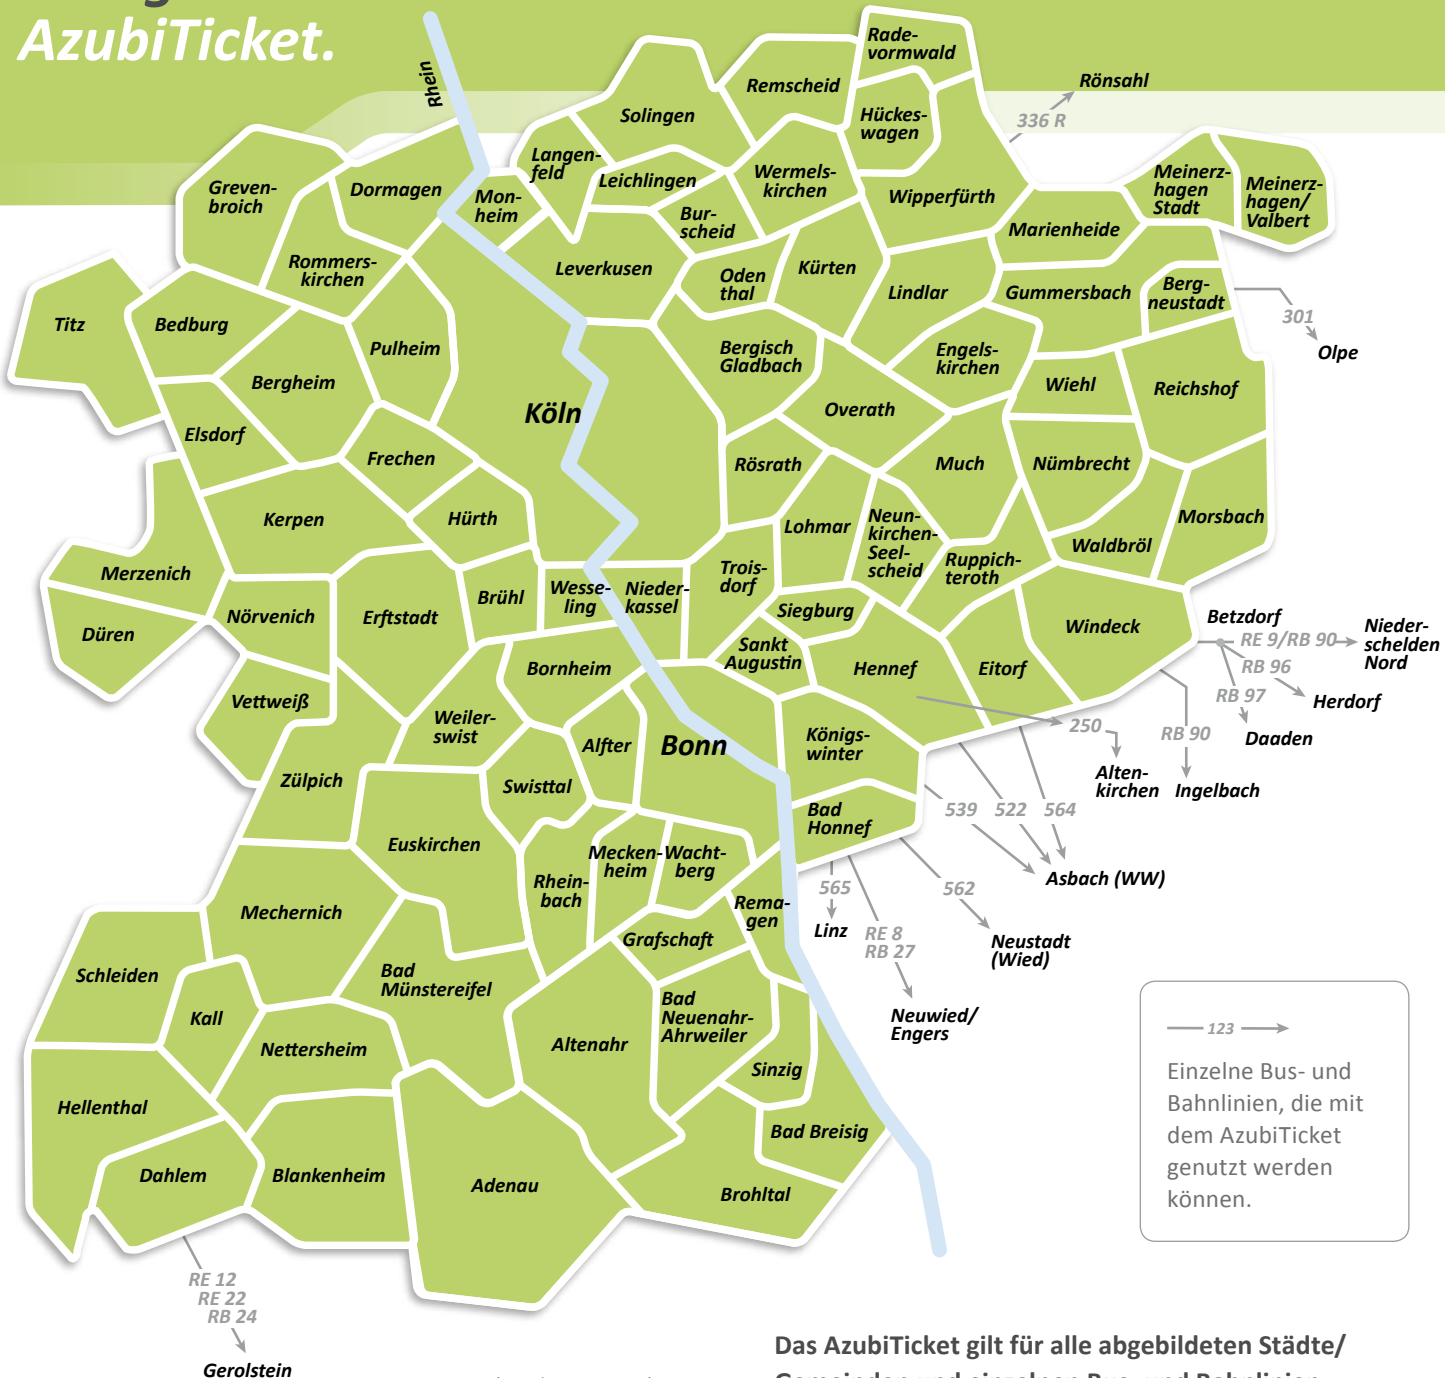 AzubiTicket.
Rhein
Rade-
vormwald
Remscheid
Rönsahl
336 R
Solingen
Hückes-
wagen
Langen-
feld
Leichlingen
Wermels-
kirchen
Wipperfürth
Meinerz-
hagen
Stadt
Meinerz-
hagen/
Valbert
Greven-
broich
Dormagen
Mon-
heim
Bur-
scheid
Marienheide
Rommers-
kirchen
Leverkusen
Oden
thal
Kürten
Lindlar
Gummersbach
Berg-
neustadt
301
Olpe
Titz
Bedburg
Pulheim
Bergisch
Gladbach
Engels-
kirchen
Bergheim
Wiehl
Reichshof
Köln
Overath
Elsdorf
Frechen
Rösrath
Much
Nümbrecht
Kerpen
Hürth
Lohmar
Neun-
kirchen-
Seel-
scheid
Morsbach
Waldbröl
Merzenich
Ruppich-
teroth
Trois-
dorf
Brühl
Wesse-
ling
Nieder-
kassel
Nörvenich
Erftstadt
Siegburg
Düren
Windeck
Betzdorf
Nieder-
schelden
Nord
RE 9/RB 90
RB 96
RB 97
Herdorf
Daaden
RB 90
Ingelbach
Sankt
Augustin
Hennef
Eitorf
Bornheim
Vettweiß
Weiler-
swist
Alfter
Bonn
Königs-
winter
250
Alten-
kirchen
Zülpich
Swisttal
539
522
564
Bad
Honnef
Euskirchen
Mecken-
heim
Wacht-
berg
Asbach (WW)
565
562
Rhein-
bach
Rema-
gen
Linz
RE 8
RB 27
Neustadt
(Wied)
Mechernich
Grafschaft
Schleiden
Bad
Münstereifel
Kall
Bad
Neuenahr-
Ahrweiler
Neuwied/
Engers
Nettersheim
Altenahr
Sinzig
Hellenthal
Bad Breisig
Dahlem
Blankenheim
Adenau
Brohltal
RE 12
RE 22
RB 24
Gerolstein
123
Einzelne Bus- und
Bahnlinien, die mit
dem AzubiTicket
genutzt werden
können.
Das AzubiTicket gilt für alle abgebildeten Städte/
Gemeinden und einzelnen Bus- und Bahnlinien